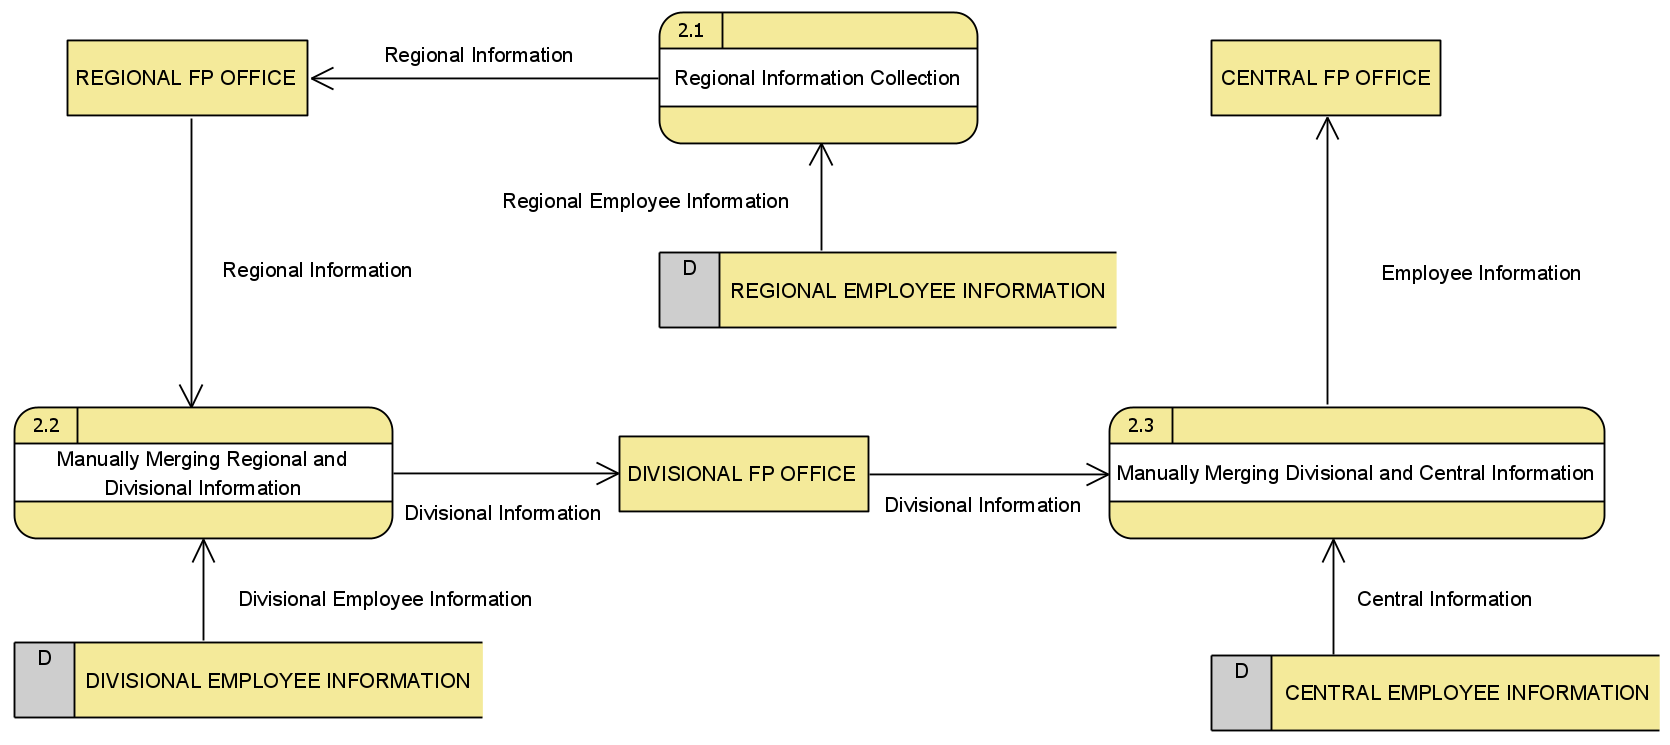 2.1
Regional Information
REGIONAL FP OFFICE
Regional Information Collection
CENTRAL FP OFFICE
Regional Employee Information
Regional Information
D
REGIONAL EMPLOYEE INFORMATION
Employee Information
2.2
Manually Merging Regional and
Divisional Information
DIVISIONAL FP OFFICE
2.3
Manually Merging Divisional and Central Information
Divisional Information
Divisional Information
Divisional Employee Information
Central Information
D
DIVISIONAL EMPLOYEE INFORMATION
D
CENTRAL EMPLOYEE INFORMATION